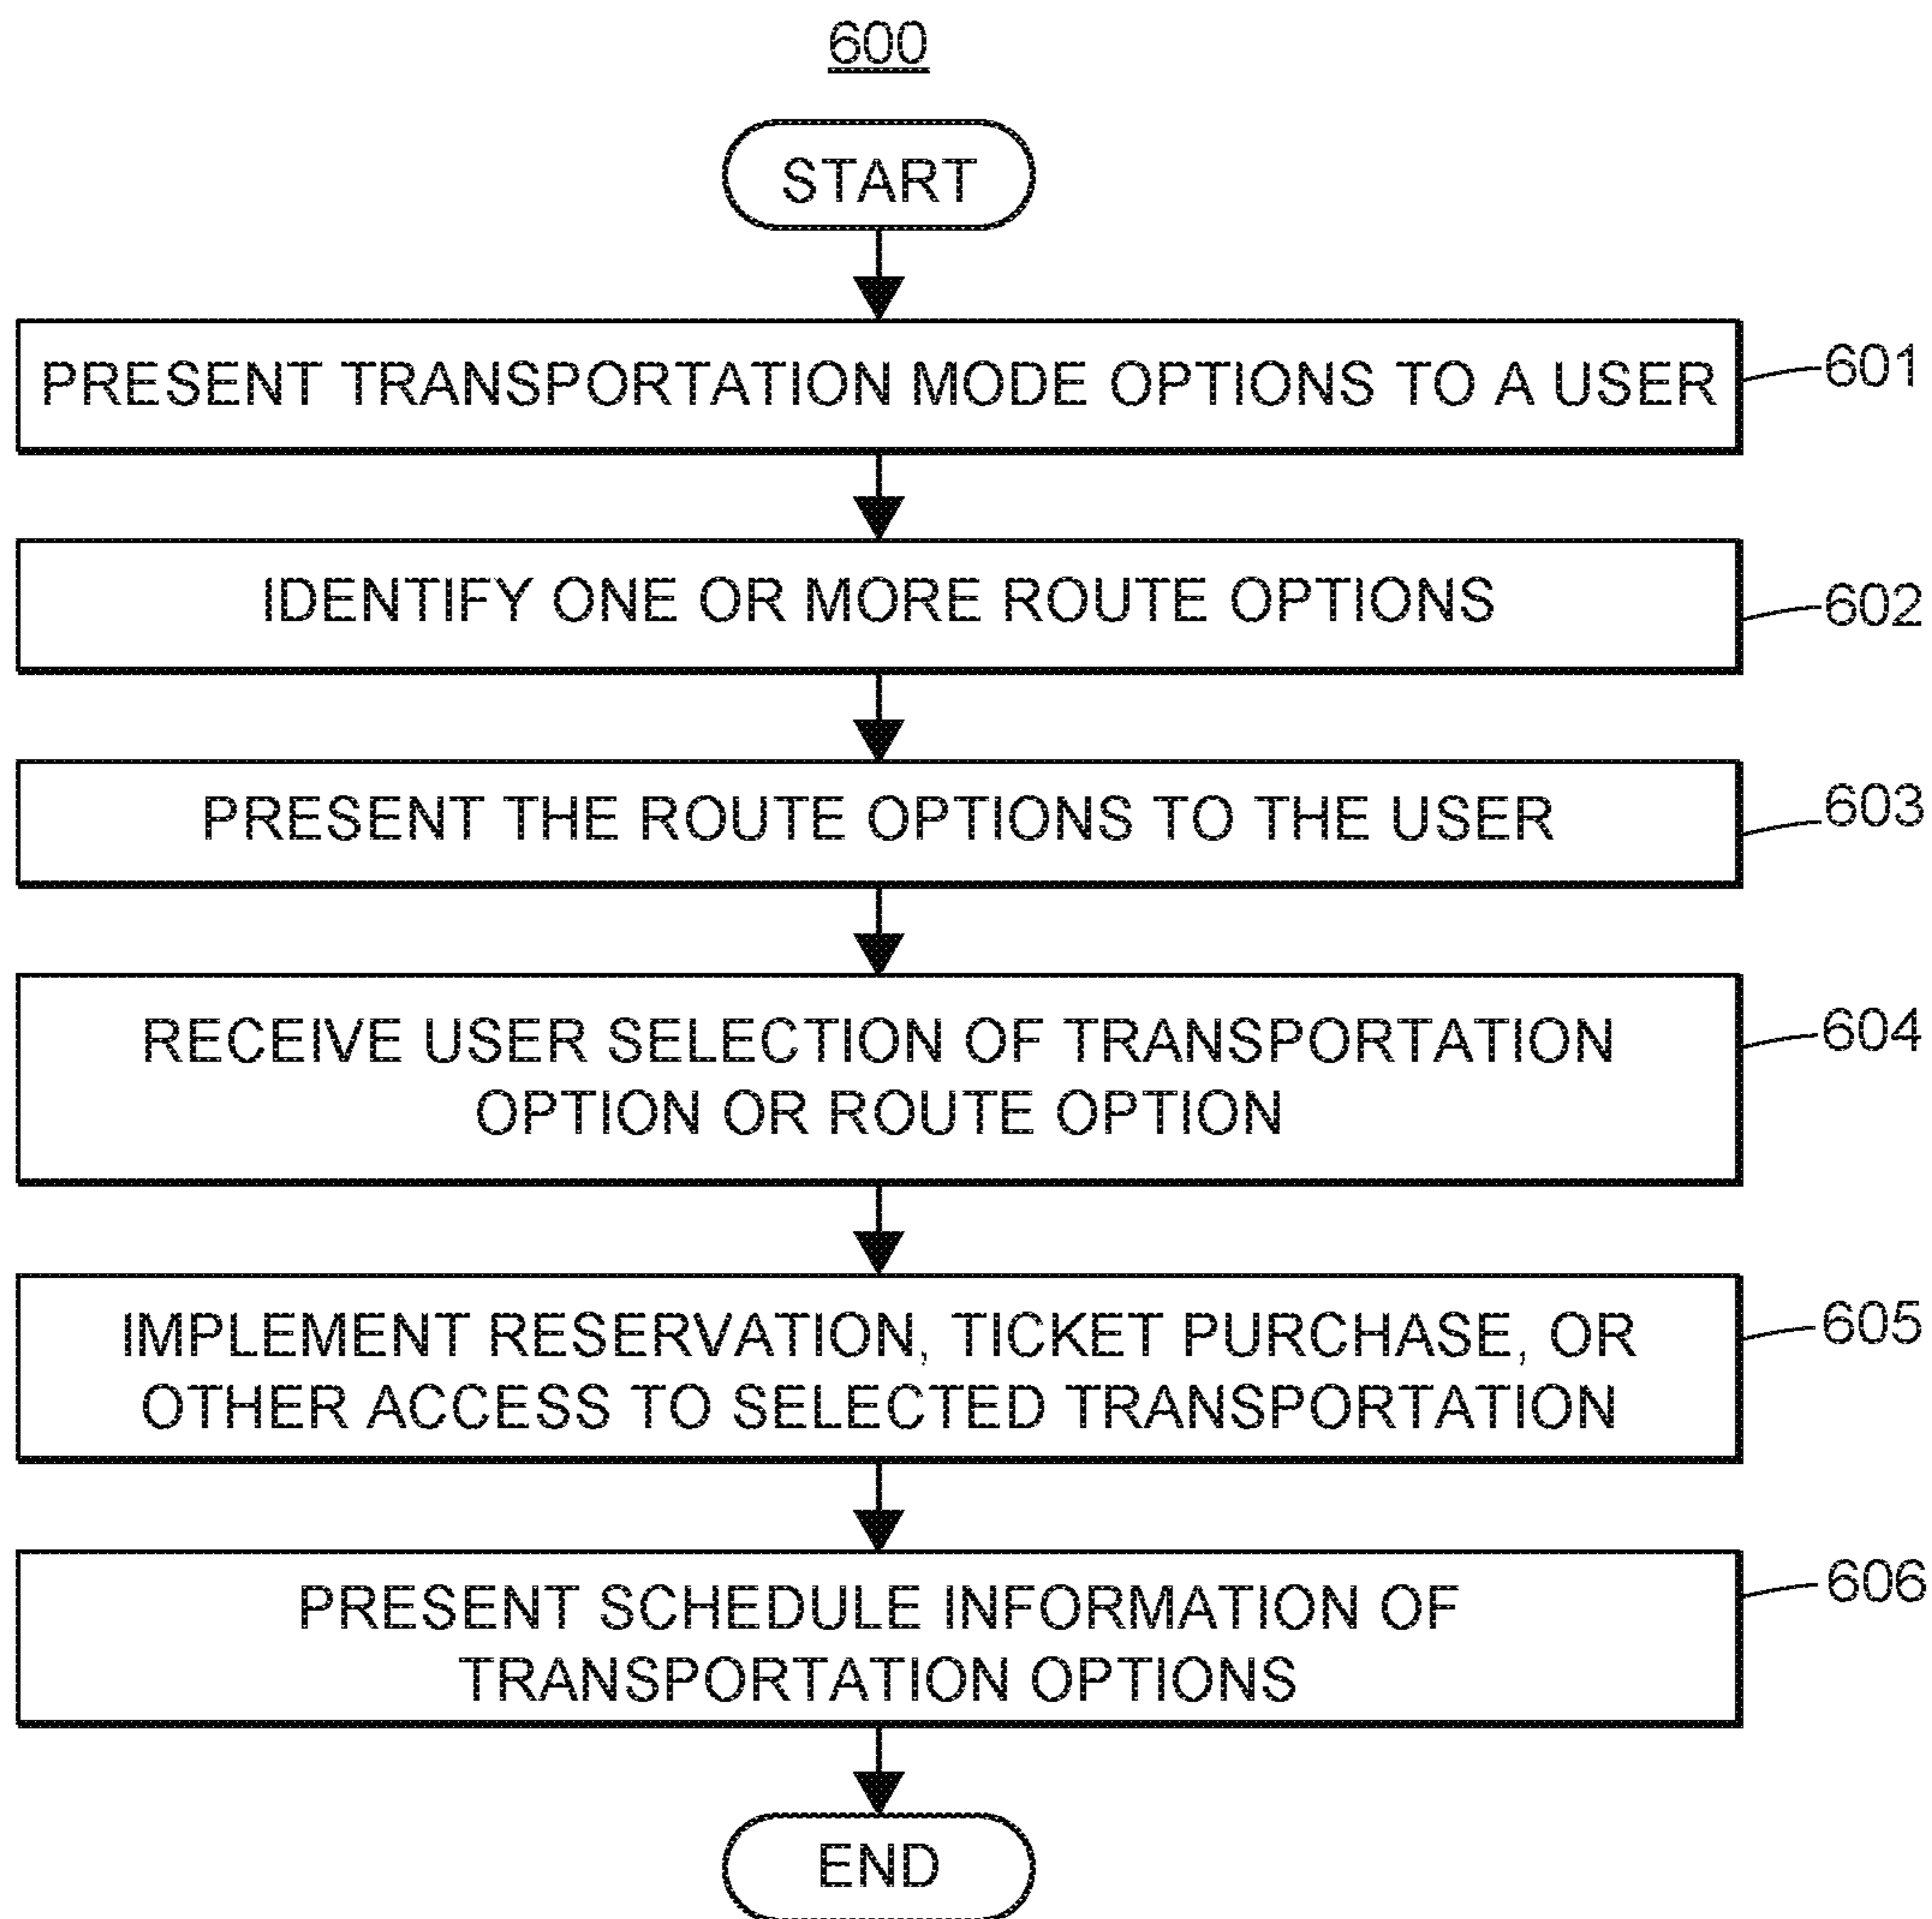 600
START
PRESENT TRANSPORTATION MODE OPTIONS TO A USER
601
IDENTIFY ONE OR MORE ROUTE OPTIONS
602
PRESENT THE ROUTE OPTIONS TO THE USER
603
RECEIVE USER SELECTION OF TRANSPORTATION
OPTION OR ROUTE OPTION
604
IMPLEMENT RESERVATION, TICKET PURCHASE, OR
OTHER ACCESS TO SELECTED TRANSPORTATION
605
PRESENT SCHEDULE INFORMATION OF
TRANSPORTATION OPTIONS
606
END